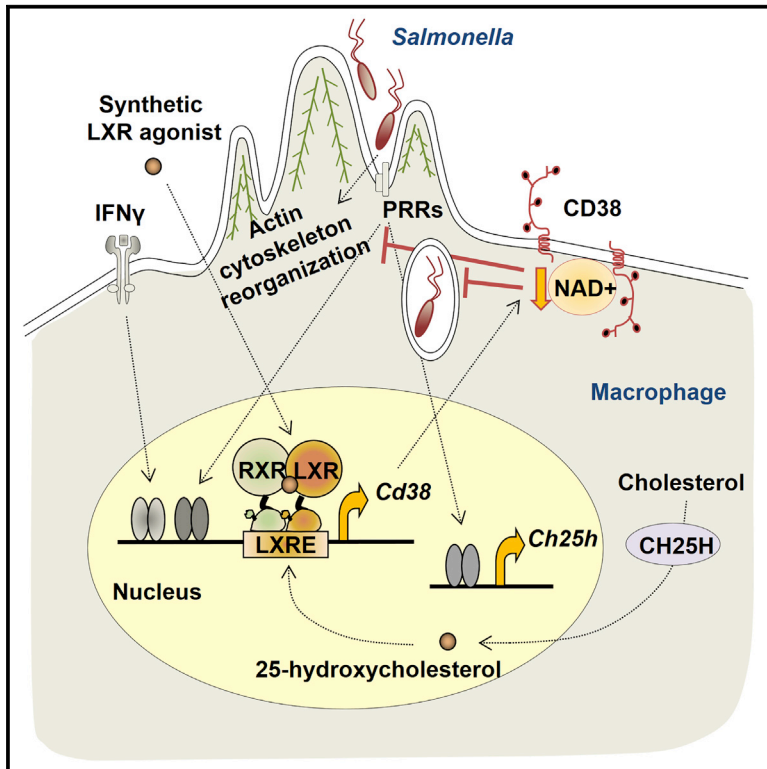 Salmonella
Synthetic
LXR agonist
IFNγ
Actin
cytoskeleton
reorganization
PRRs
CD38
NAD+
Macrophage
RXR
LXR
Cd38
LXRE
Nucleus
Ch25h
Cholesterol
CH25H
25-hydroxycholesterol